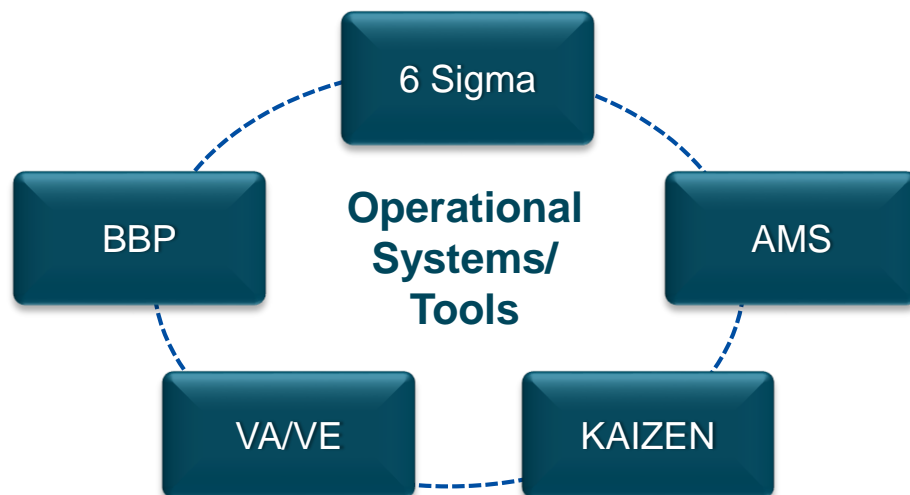 6 Sigma
BBP
Operational
Systems/
Tools
AMS
VA/VE
KAIZEN